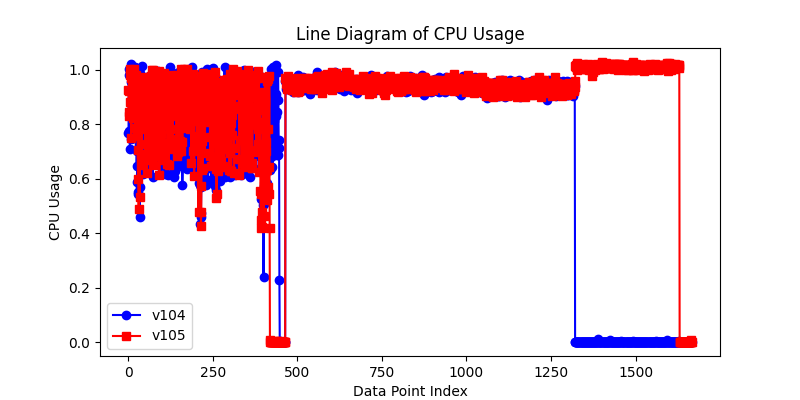 Line Diagram of CPU Usage
1.0
0.8
0.6
0.4
0.2
0.0
CPU Usage
v104
v105
0 250 500 750 1000 1250 1500
Data Point Index